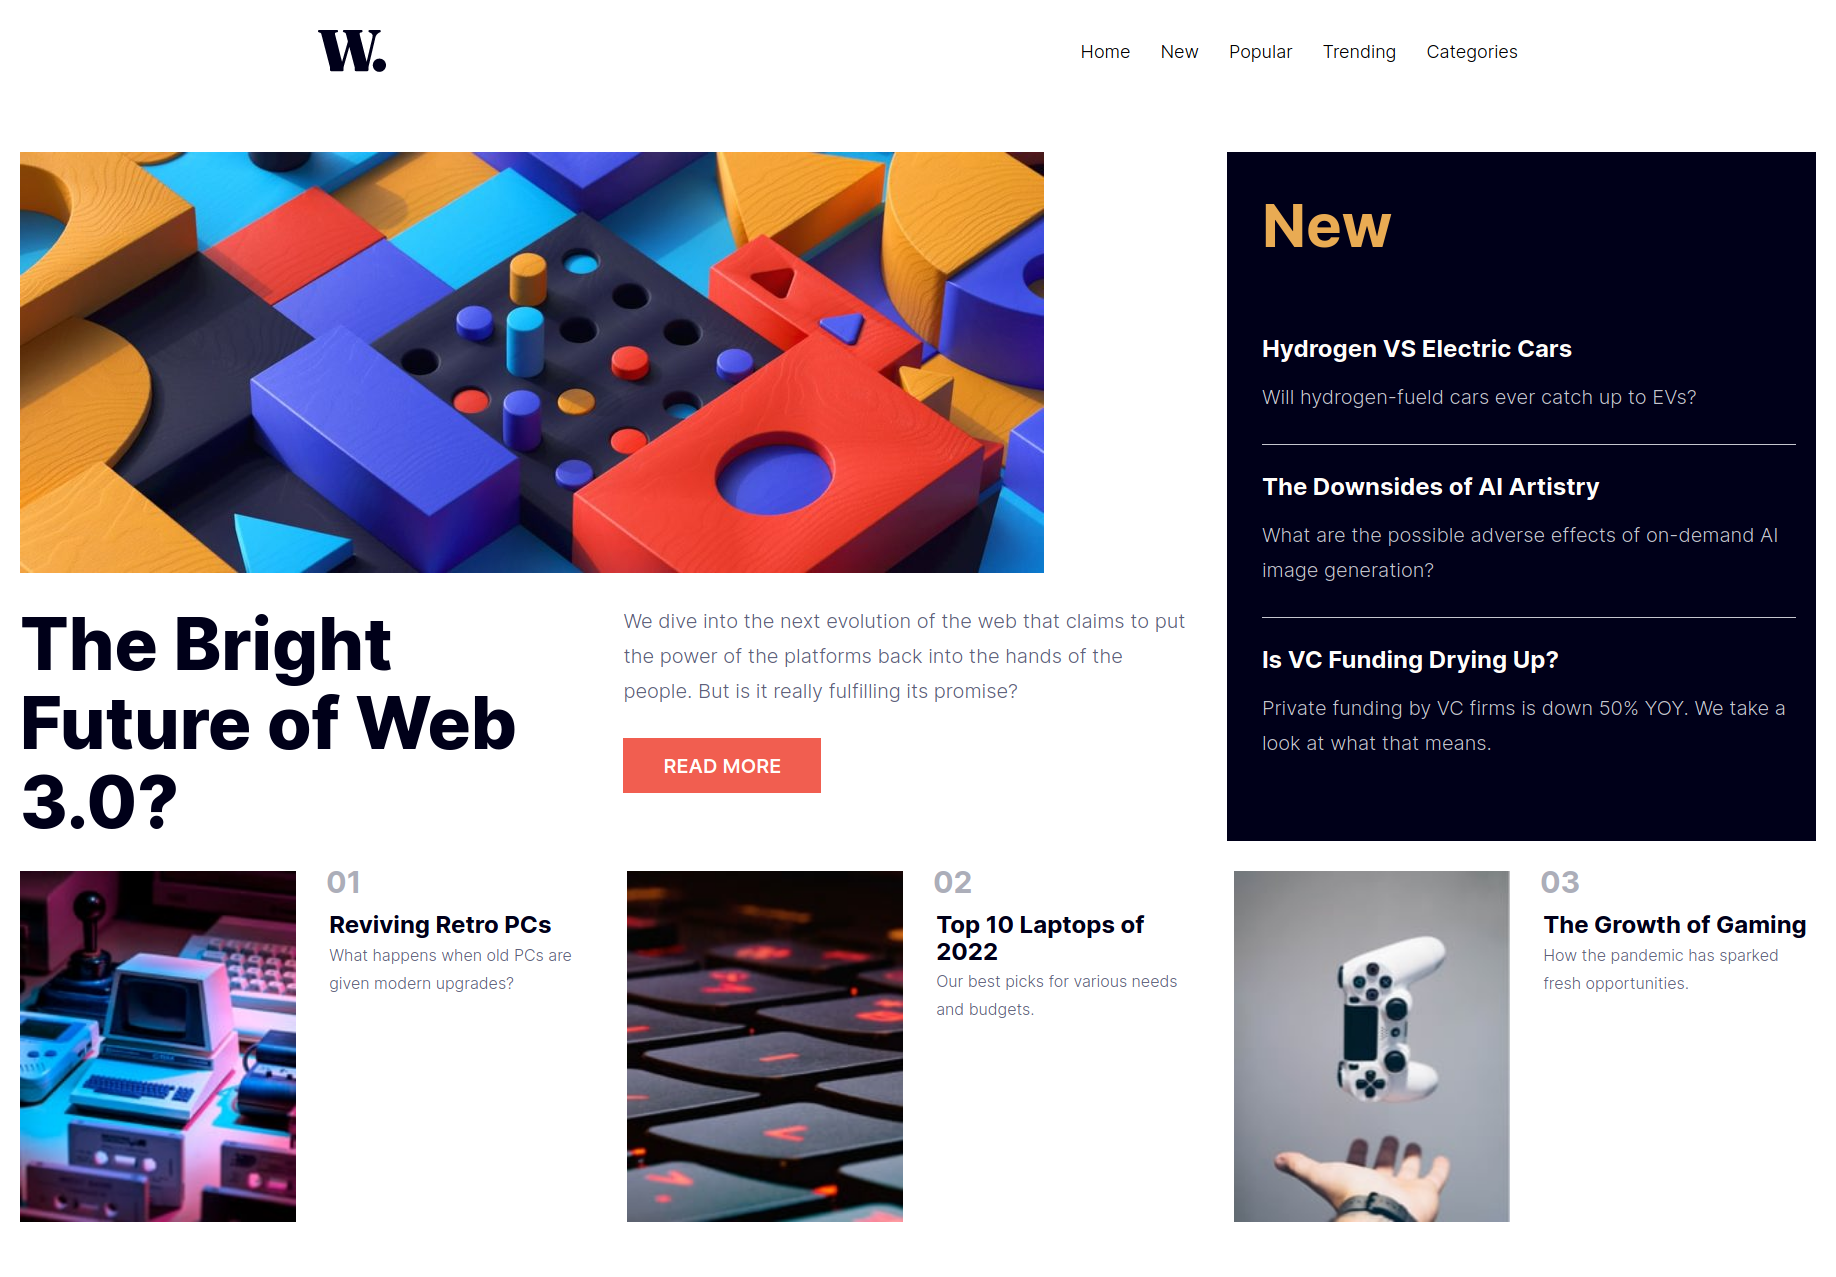 W.
Home New Popular Trending Categories
New
Hydrogen VS Electric Cars
Will hydrogen-fueld cars ever catch up to EVs?
The Downsides of AI Artistry
What are the possible adverse effects of on-demand AI
image generation?
Is VC Funding Drying Up?
Private funding by VC firms is down 50% YOY. We take a
look at what that means.
The Bright
Future of Web
3.0?
We dive into the next evolution of the web that claims to put
the power of the platforms back into the hands of the
people. But is it really fulfilling its promise?
READ MORE
01
Reviving Retro PCs
What happens when old PCs are
given modern upgrades?
02
Top 10 Laptops of
2022
Our best picks for various needs
and budgets.
03
The Growth of Gaming
How the pandemic has sparked
fresh opportunities.